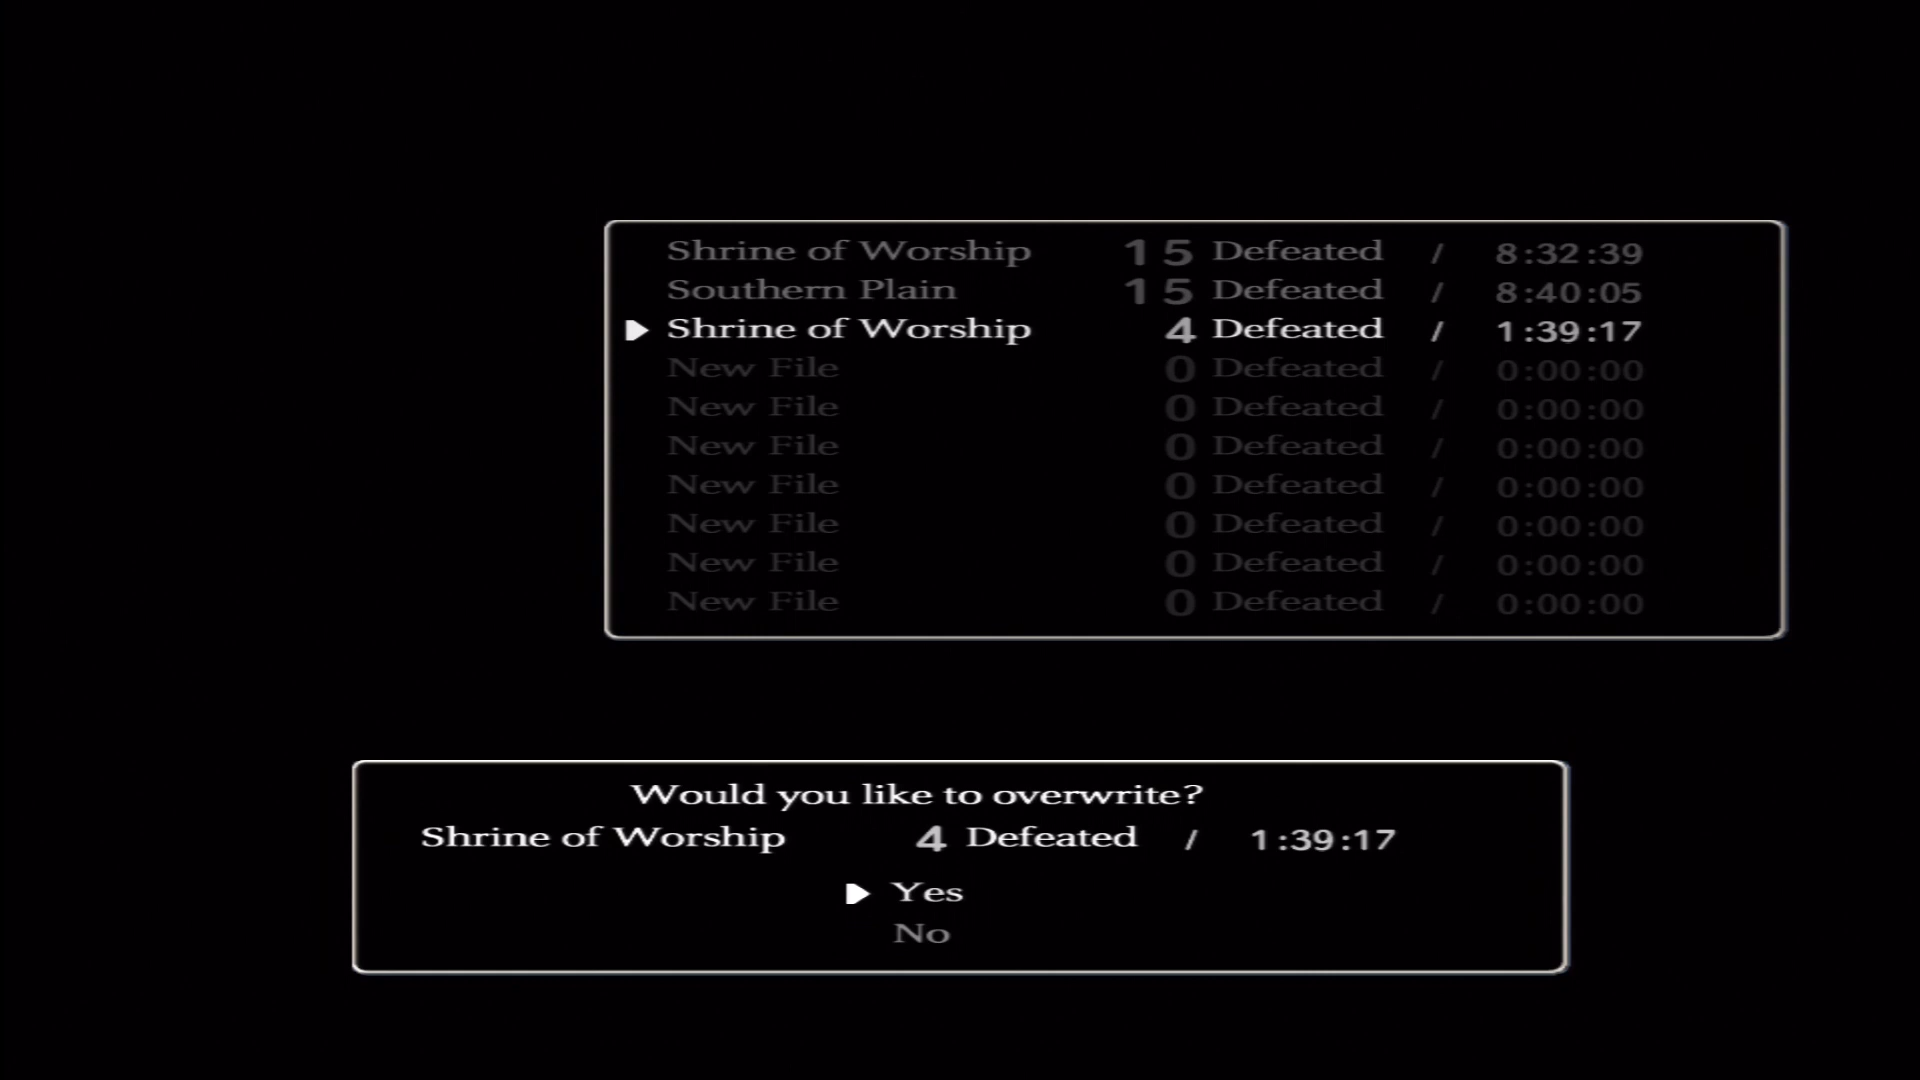 Shrine of Worship 15 Defeated / 8:32:39
Southern Plain 15 Defeated / 8:40:05
Shrine of Worship 4 Defeated / 1:39:17
New File 0 Defeated / 0:00:00
New File 0 Defeated / 0:00:00
New File 0 Defeated / 0:00:00
New File 0 Defeated / 0:00:00
New File 0 Defeated / 0:00:00
New File 0 Defeated / 0:00:00
New File 0 Defeated / 0:00:00
Would you like to overwrite?
Shrine of Worship 4 Defeated / 1:39:17
Yes
No